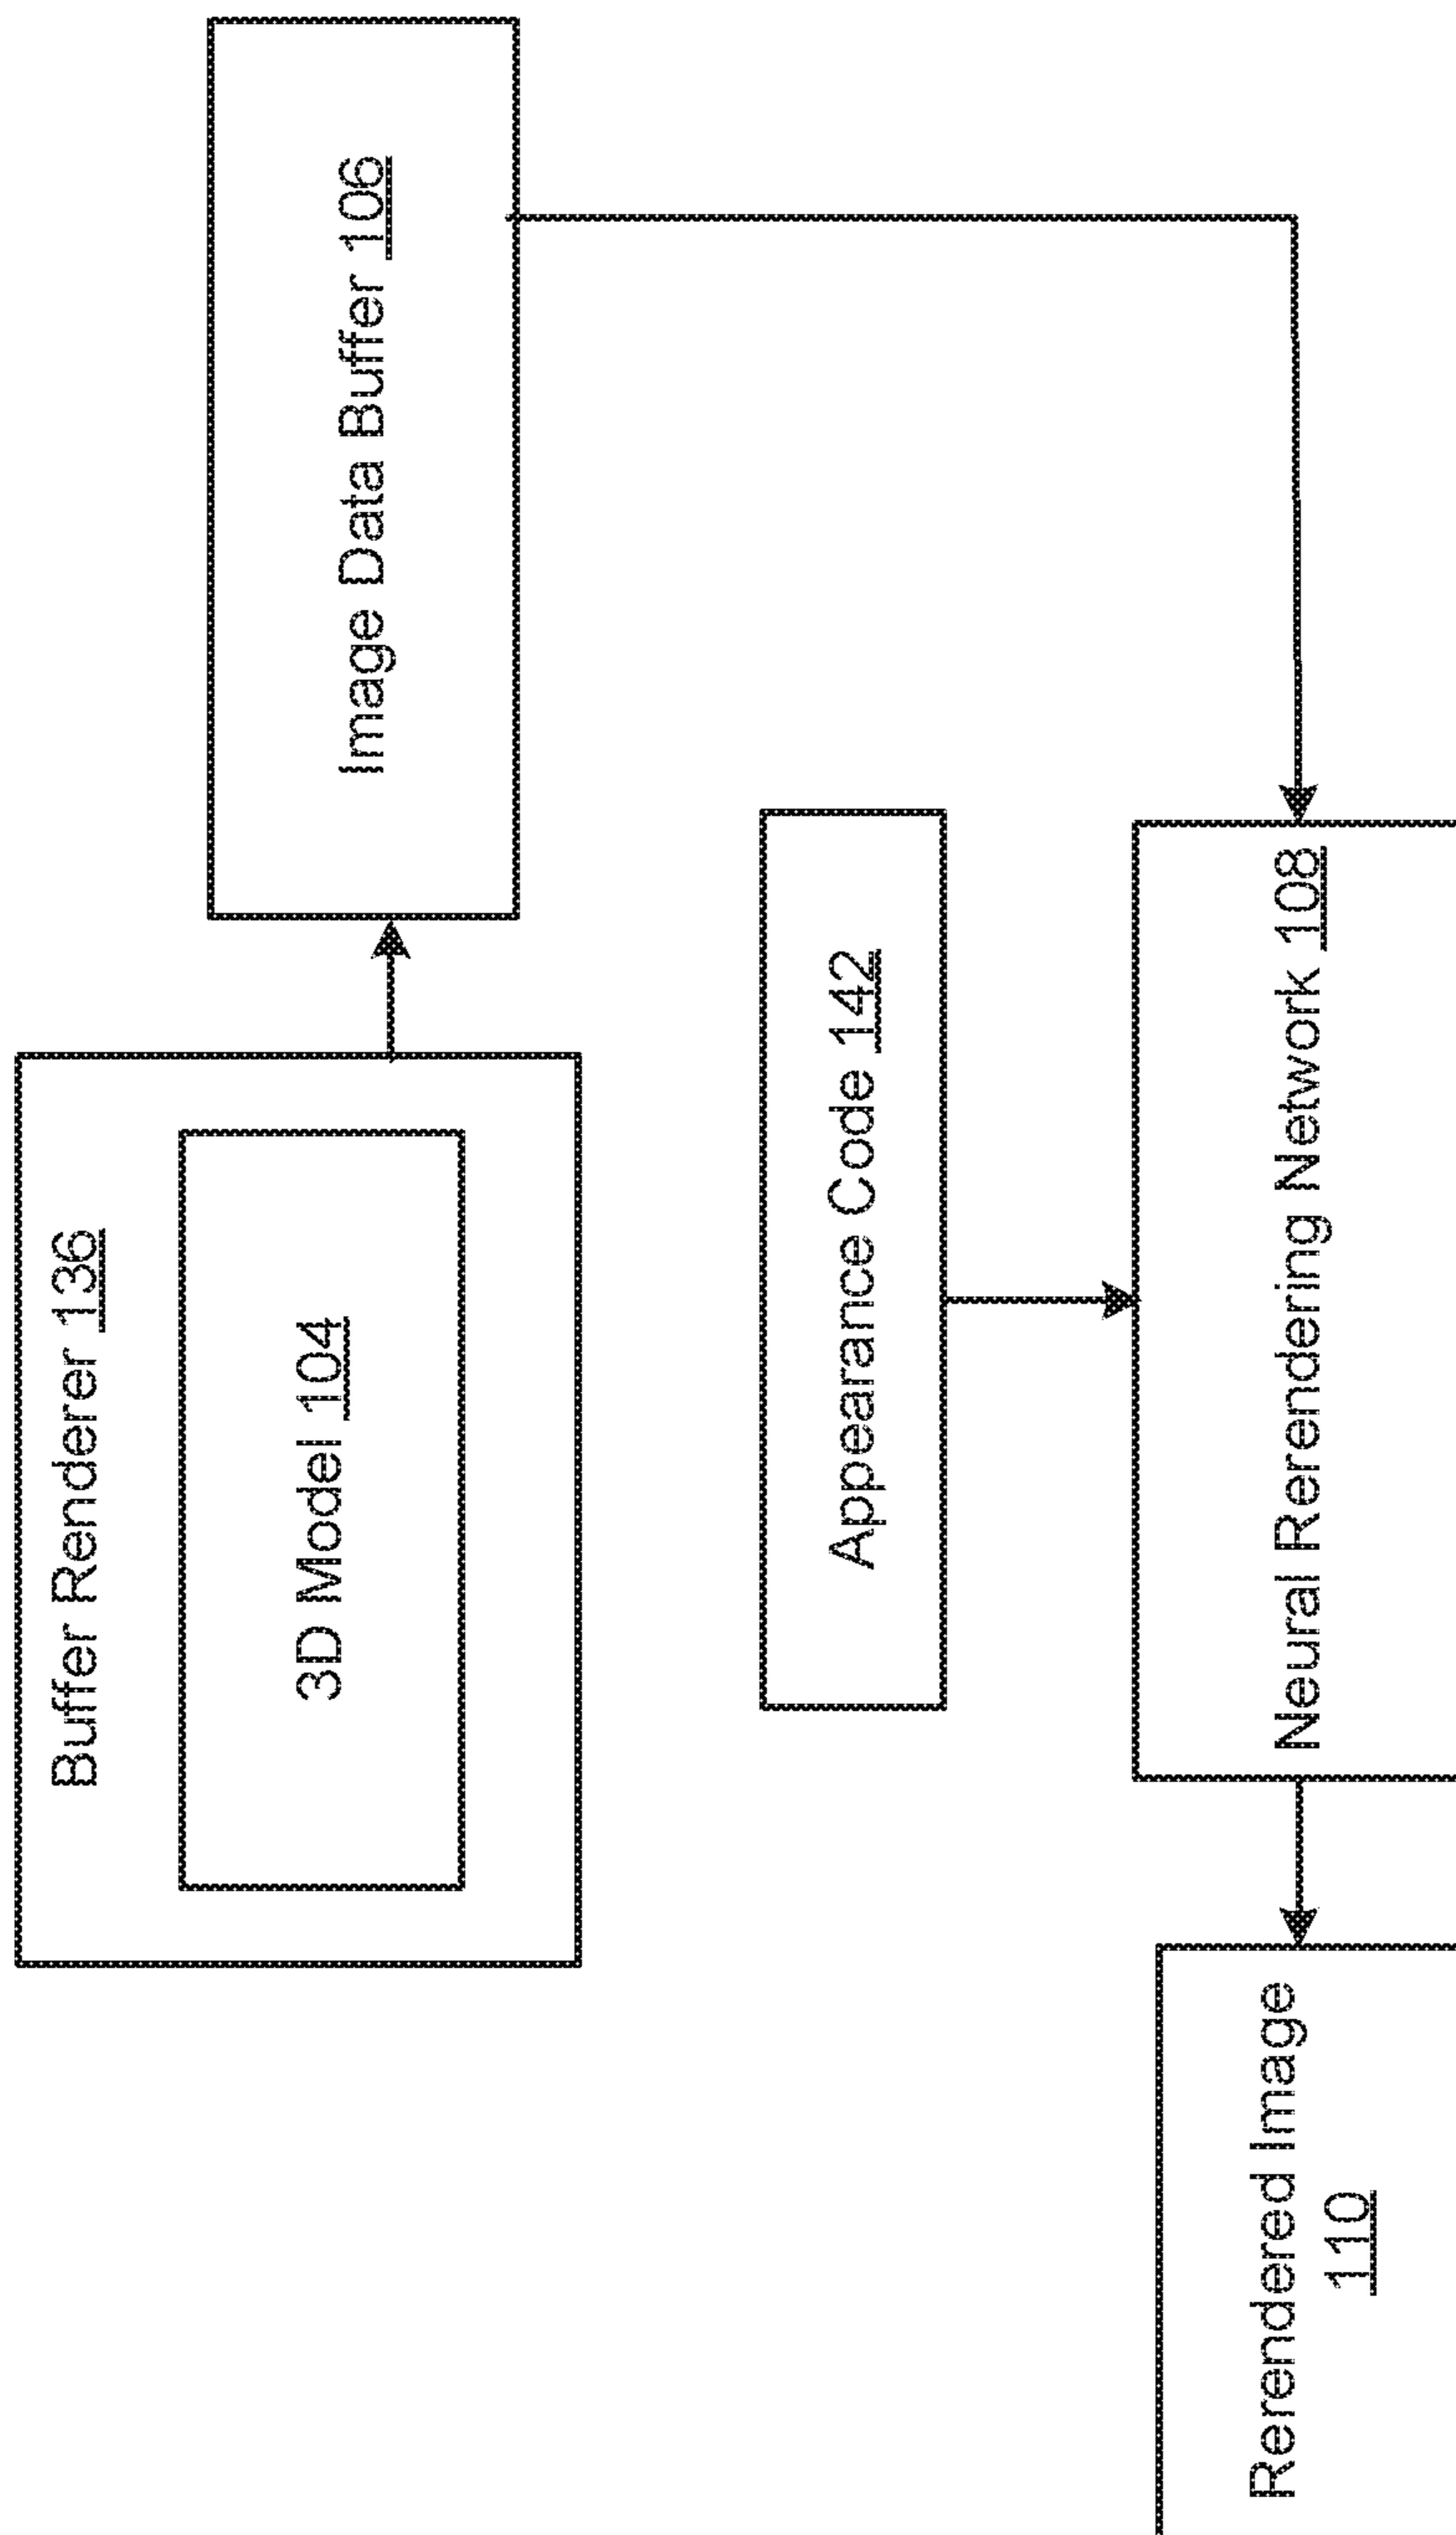 Buffer Renderer 136
3D Model 104
Image Data Buffer 106
Appearance Code 142
Neural Rerendering Network 108
Rerendered Image
110